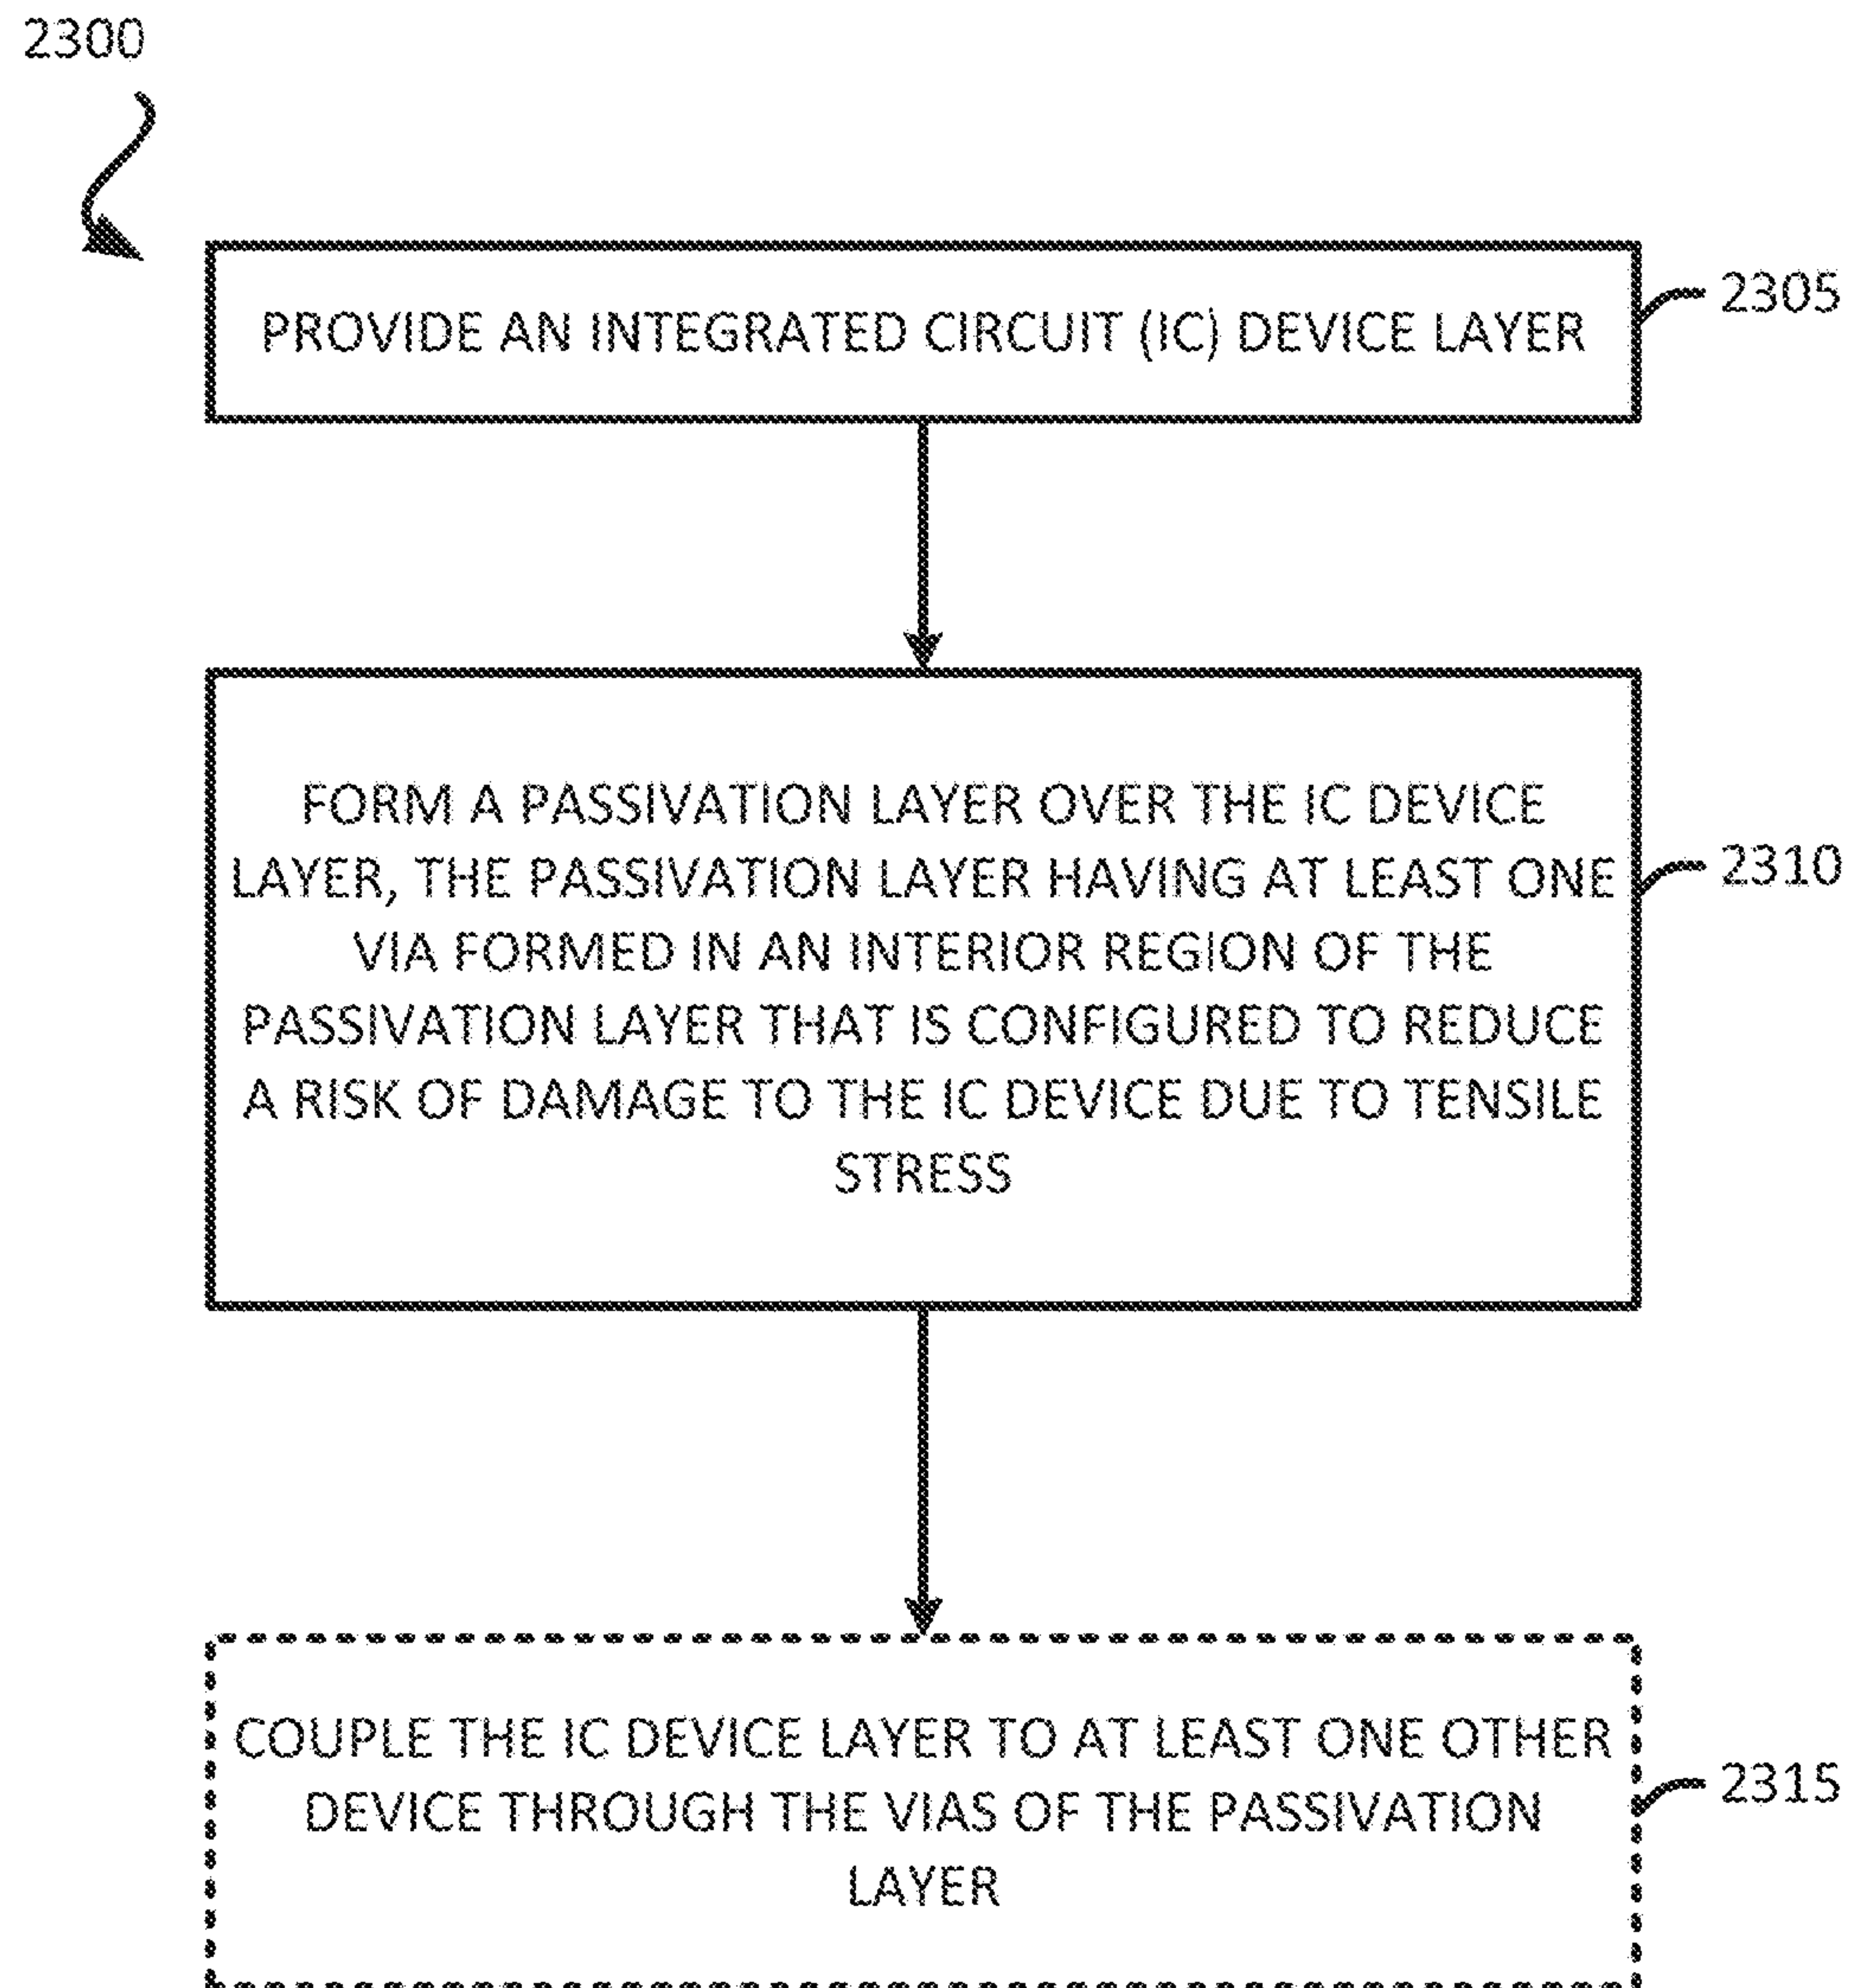 2300
PROVIDE AN INTEGRATED CIRCUIT (IC) DEVICE LAYER
2305
FORM A PASSIVATION LAYER OVER THE IC DEVICE
LAYER, THE PASSIVATION LAYER HAVING AT LEAST ONE
VIA FORMED IN AN INTERIOR REGION OF THE
PASSIVATION LAYER THAT IS CONFIGURED TO REDUCE
A RISK OF DAMAGE TO THE IC DEVICE DUE TO TENSILE
STRESS
2310
COUPLE THE IC DEVICE LAYER TO AT LEAST ONE OTHER
DEVICE THROUGH THE VIAS OF THE PASSIVATION
LAYER
2315